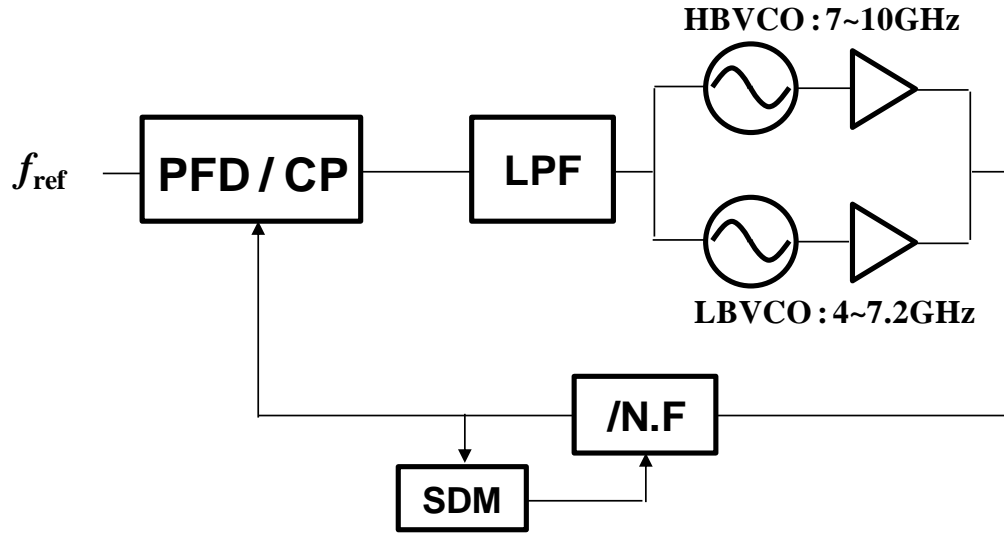 HBVCO : 7~10GHz
fref
PFD / CP
LPF
LBVCO : 4~7.2GHz
/N.F
SDM